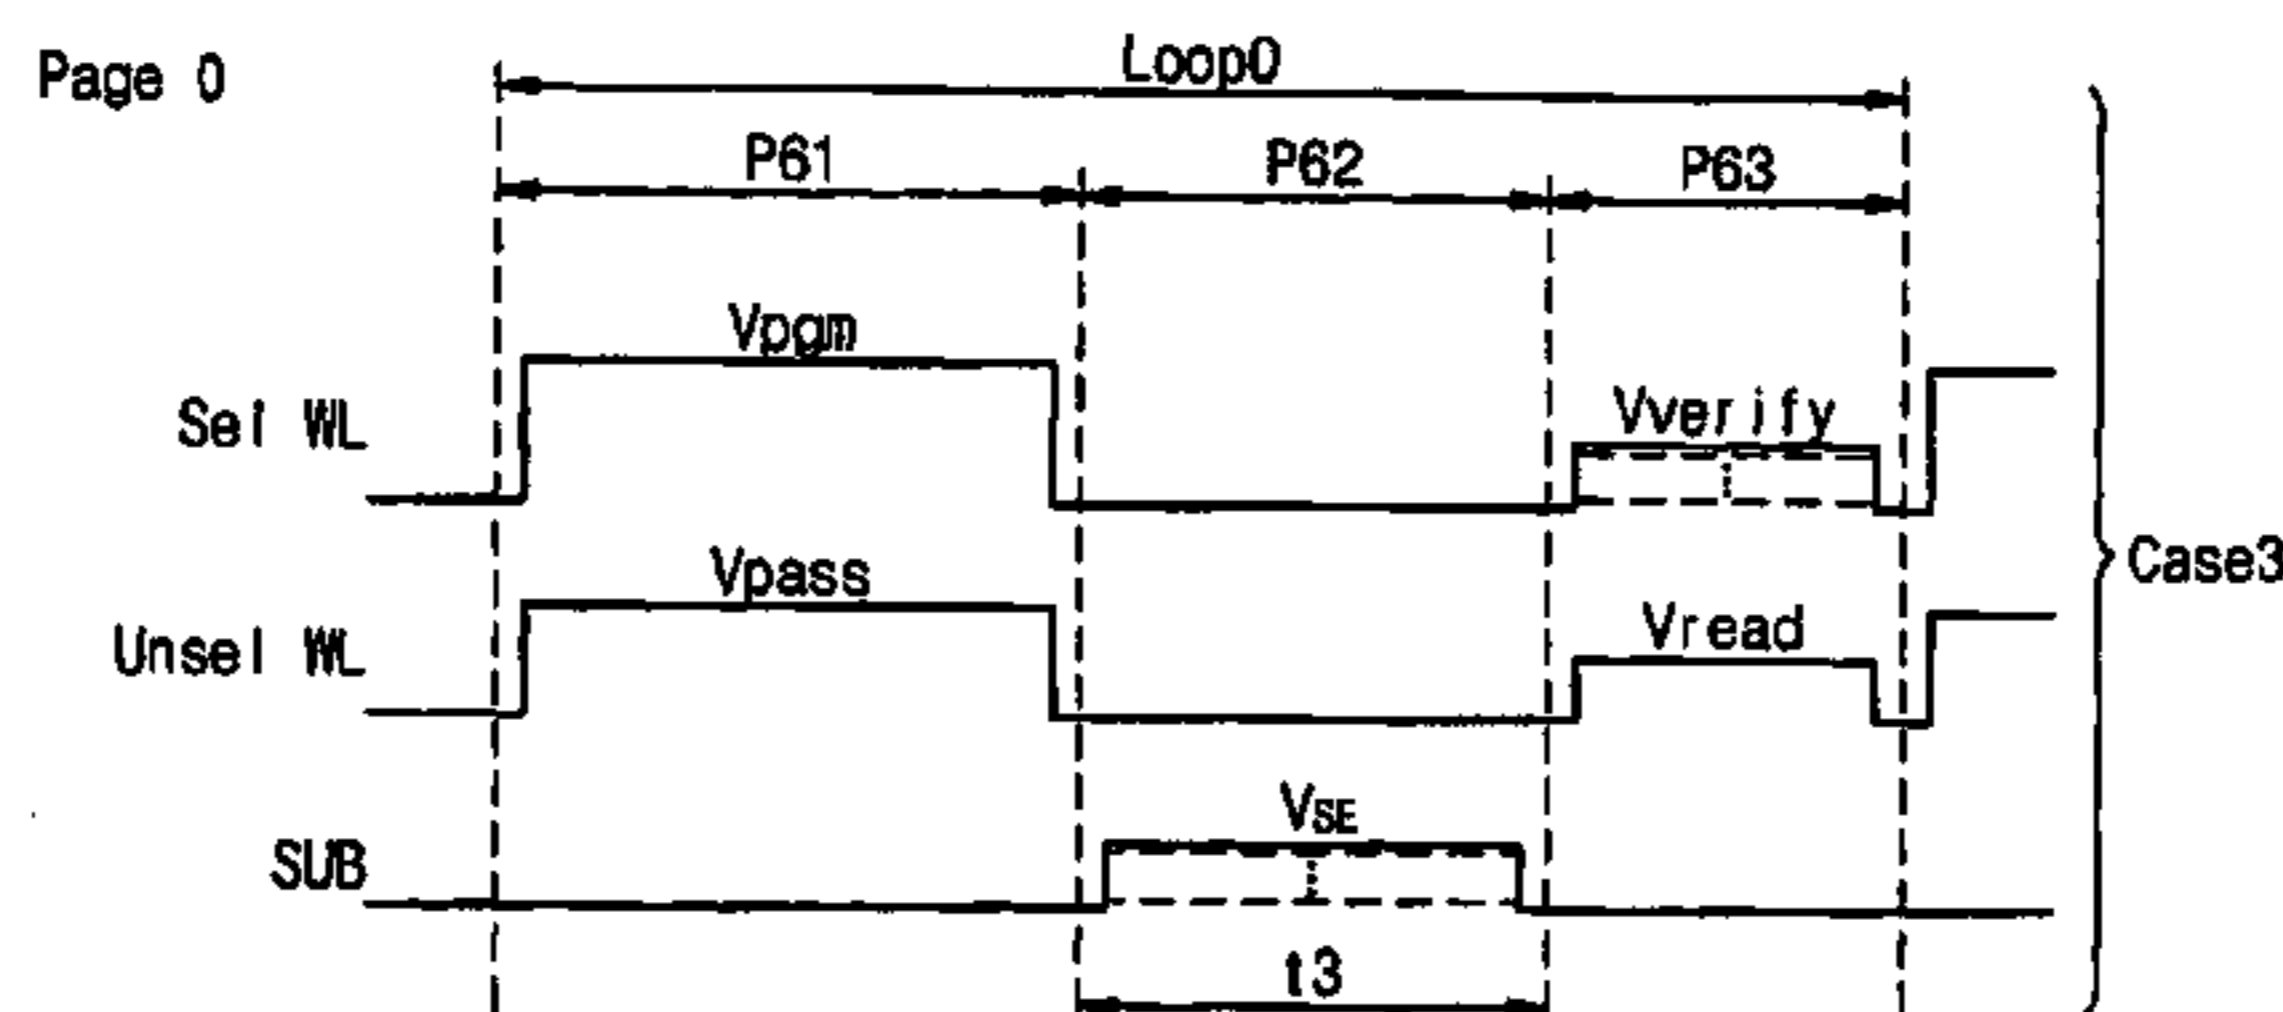 Page 0
Loop0
P61 P62 P63
Vpgm
Sel WL
Vverify
Vpass
Unsel WL
Vread
Case3
VSE
SUB
t3